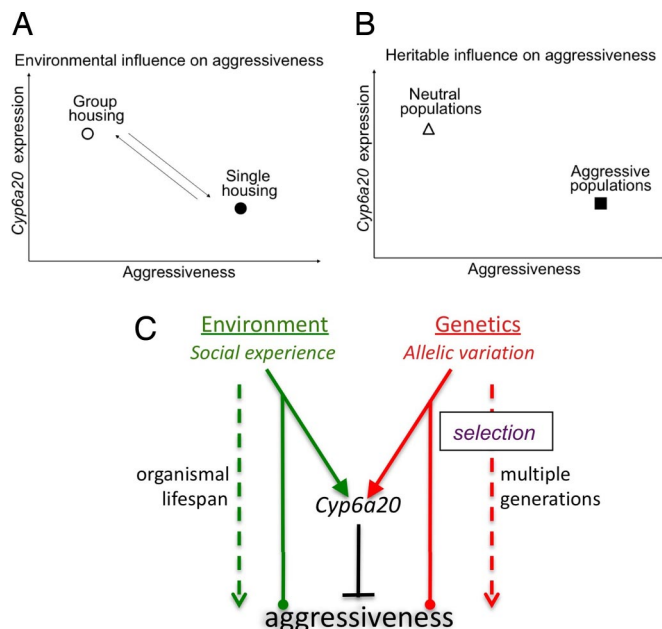 A
Environmental influence on aggressiveness
Cyp6a20 expression
Group
housing
Single
housing
Aggressiveness
B
Heritable influence on aggressiveness
Cyp6a20 expression
Neutral
populations
Aggressive
populations
Aggressiveness
C
Environment
Social experience
Genetics
Allelic variation
selection
organismal
lifespan
multiple
generations
Cyp6a20
aggressiveness